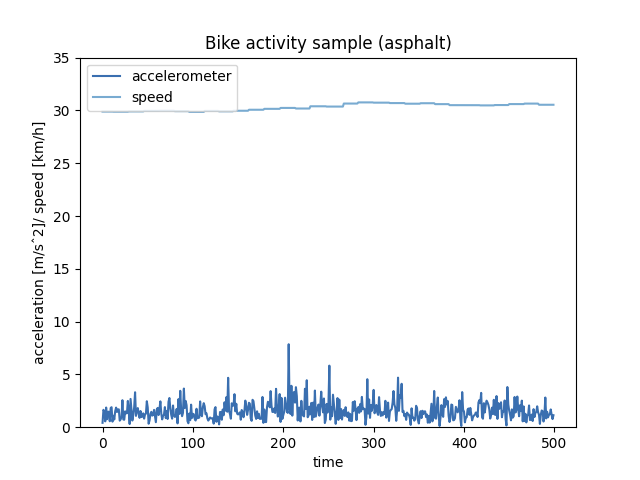 Bike activity sample (asphalt)
accelerometer
speed
35
30
25
20
15
10
5
0
acceleration [m/sˆ2]/ speed [km/h]
0 100 200 300 400 500
time